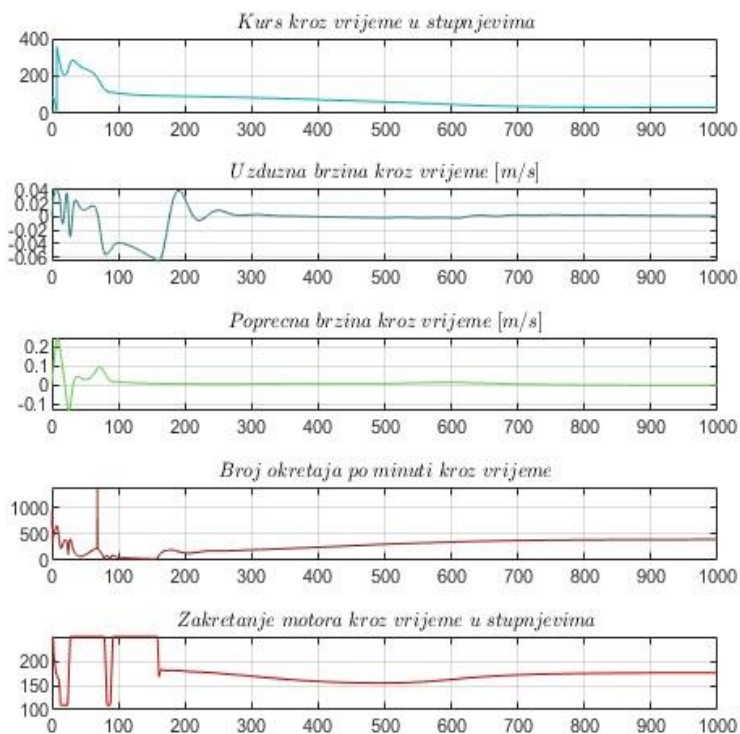 Kurs kroz vrijeme u stupnjevima
400
200
0
0 100 200 300 400 500 600 700 800 900 1000
Uzduzna brzina kroz vrijeme [m/s]
0.04
0.02
0
-0.04
-0.06
0 100 200 300 400 500 600 700 800 900 1000
Poprecna brzina kroz vrijeme [m/s]
0.2
0.1
0
-0.1
0 100 200 300 400 500 600 700 800 900 1000
Broj okretaja po minuti kroz vrijeme
1000
500
0
0 100 200 300 400 500 600 700 800 900 1000
Zakretanje motora kroz vrijeme u stupnjevima
200
150
100
0 100 200 300 400 500 600 700 800 900 1000